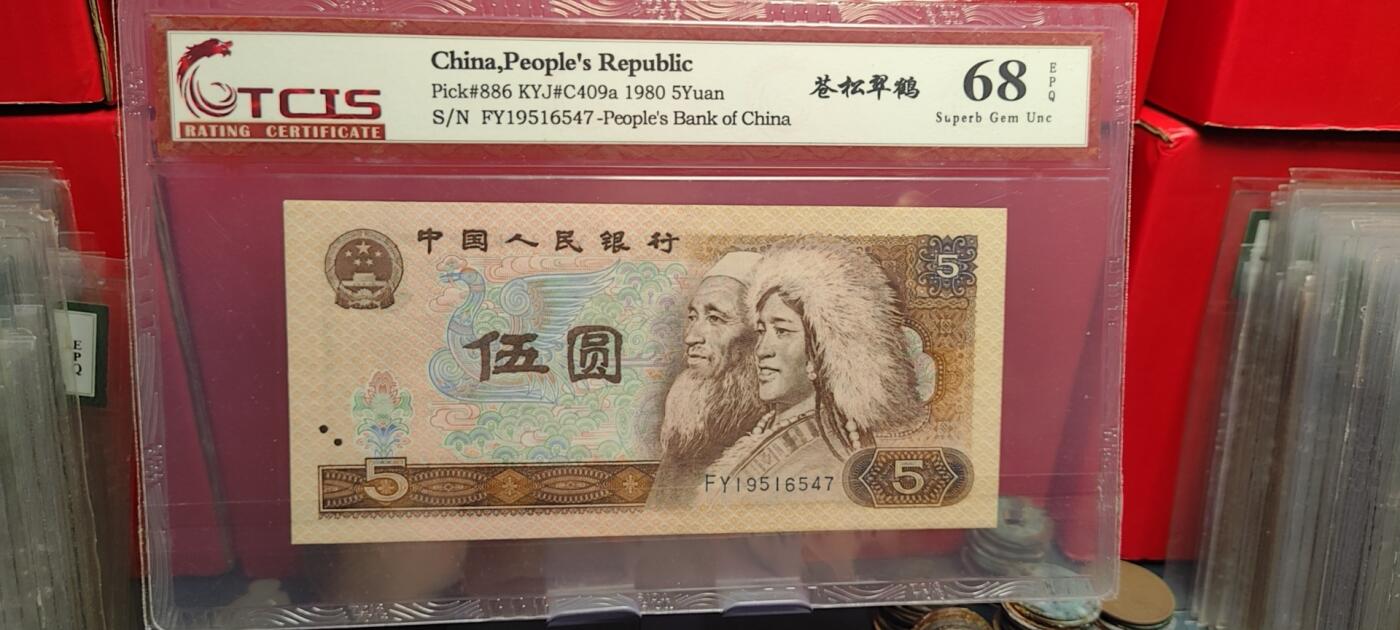 TCIS
RATING CERTIFICATE
China,People's Republic
Pick#886 KYJ#C409a 1980 5Yuan
S/N FY19516547-People's Bank of China
苍松翠鹤
68
EPQ
Superb Gem Unc
中国人民银行
5
伍圆
5
FY19516547
5
EPQ